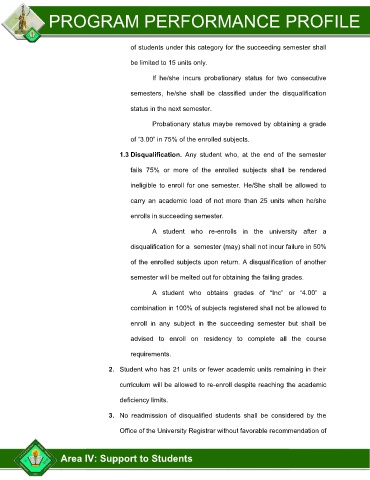 PROGRAM PERFORMANCE PROFILE
of students under this category for the succeeding semester shall
be limited to 15 units only.
If he/she incurs probationary status for two consecutive
semesters, he/she shall be classified under the disqualification
status in the next semester.
Probationary status maybe removed by obtaining a grade
of “3.00” in 75% of the enrolled subjects.
1.3 Disqualification. Any student who, at the end of the semester
fails 75% or more of the enrolled subjects shall be rendered
ineligible to enroll for one semester. He/She shall be allowed to
carry an academic load of not more than 25 units when he/she
enrolls in succeeding semester.
A student who re-enrolls in the university after a
disqualification for a semester (may) shall not incur failure in 50%
of the enrolled subjects upon return. A disqualification of another
semester will be melted out for obtaining the failing grades.
A student who obtains grades of “Inc” or “4.00” a
combination in 100% of subjects registered shall not be allowed to
enroll in any subject in the succeeding semester but shall be
advised to enroll on residency to complete all the course
requirements.
2. Student who has 21 units or fewer academic units remaining in their
curriculum will be allowed to re-enroll despite reaching the academic
deficiency limits.
3. No readmission of disqualified students shall be considered by the
Office of the University Registrar without favorable recommendation of
Area IV: Support to Students